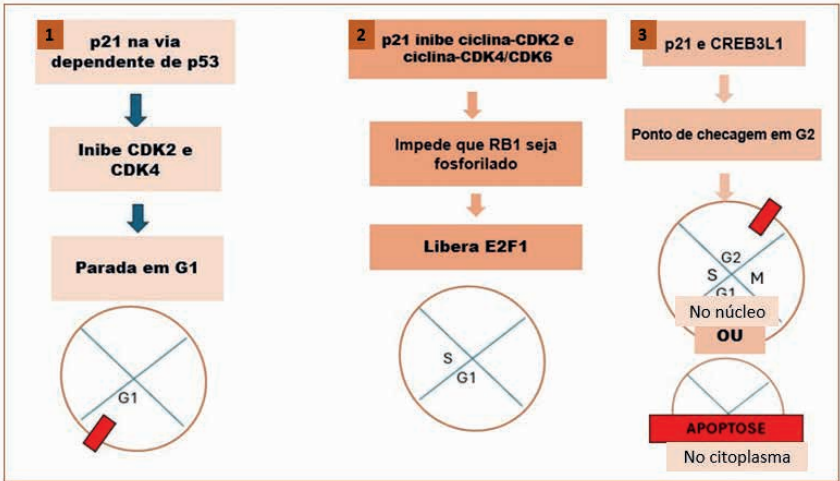 1
p21 na via
dependente de p53
Inibe CDK2 e
CDK4
Parada em G1
G1
2
p21 inibe ciclina-CDK2 e
ciclina-CDK4/CDK6
Impede que RB1 seja
fosforilado
Libera E2F1
S
G1
3
p21 e CREB3L1
Ponto de checagem em G2
G2
S M
G1
No núcleo
OU
APOPTOSE
No citoplasma